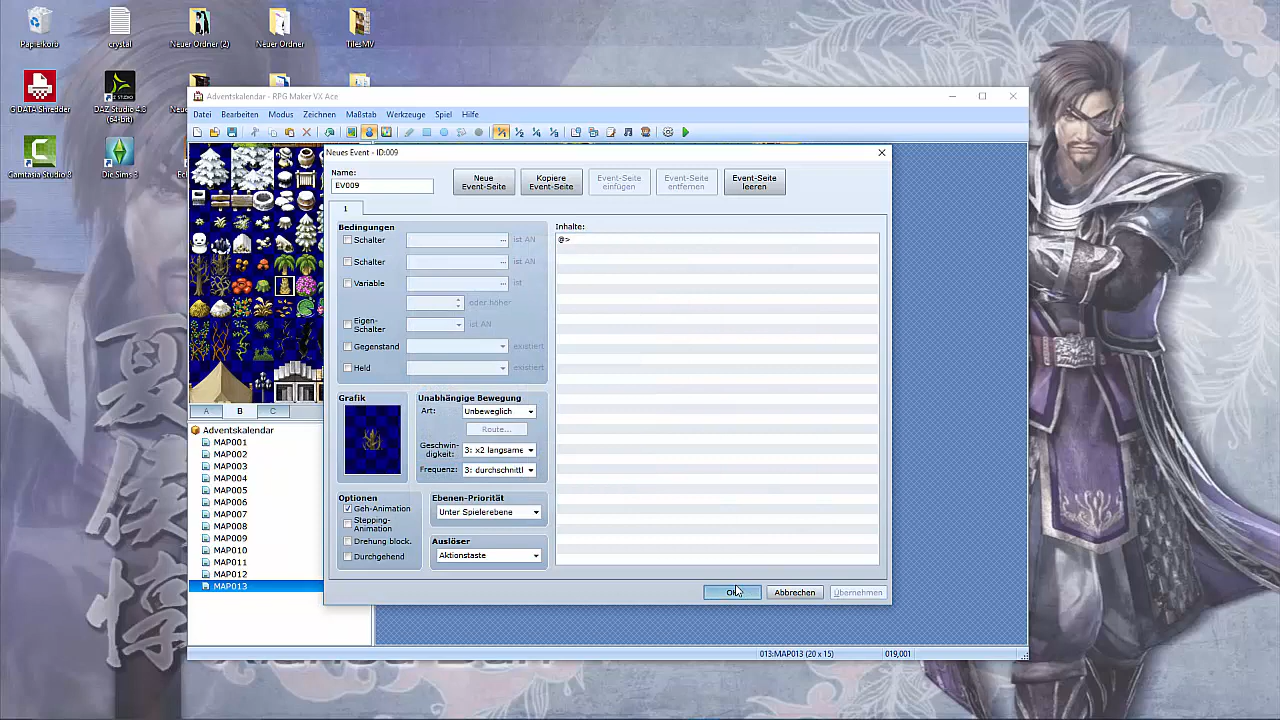 Papierkorb
crystal
Neuer Ordner (2)
Neuer Ordner
Tile-MV
G DATA Shredder
DAZ Studio 4.8
(64-bit)
Camtasia Studio 8
Die Sims 3
Adventskalendar - RPG Maker VX Ace
Datei Bearbeiten Modus Zeichnen Maßstab Werkzeuge Spiel Hilfe
Neues Event - ID:009
Name:
EV009
Neue
Event-Seite
Kopiere
Event-Seite
Event-Seite
einfügen
Event-Seite
entfernen
Event-Seite
leeren
1
Bedingungen
Schalter ... ist AN
Schalter ... ist AN
Variable ... ist
oder höher
Eigen-
Schalter ist AN
Gegenstand existiert
Held existiert
Inhalte:
@>
Grafik
Unabhängige Bewegung
Art: Unbeweglich
Route...
Geschwin-
digkeit: 3: x2 langsame
Frequenz: 3: durchschnittl
Optionen
Geh-Animation
Stepping-
Animation
Drehung block.
Durchgehend
Ebenen-Priorität
Unter Spielerebene
Auslöser
Aktionstaste
Abbrechen
Übernehmen
A B C
Adventskalendar
MAP001
MAP002
MAP003
MAP004
MAP005
MAP006
MAP007
MAP008
MAP009
MAP010
MAP011
MAP012
MAP013
013:MAP013 (20 x 15) 019,001
夏
侯
惇